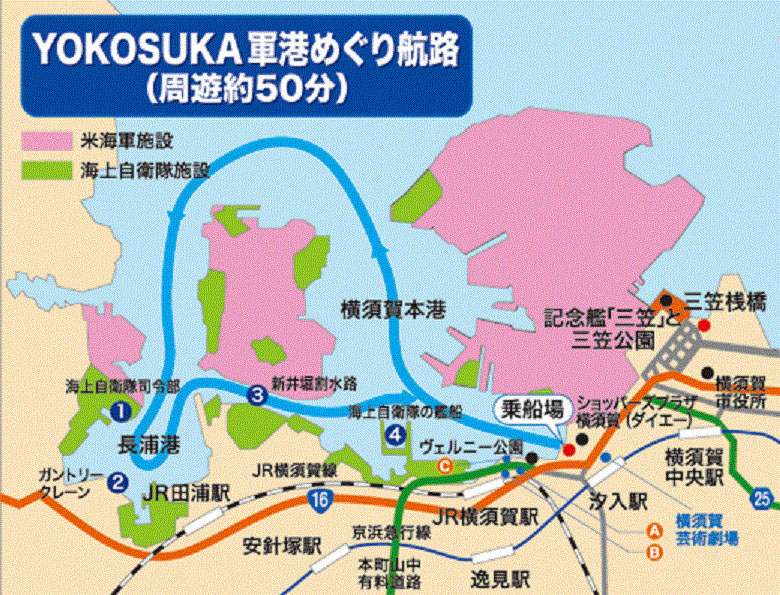 YOKOSUKA軍港めぐり航路
(周遊約50分)
米海軍施設
海上自衛隊施設
横須賀本港
記念艦「三笠」と
三笠公園
三笠桟橋
新井堀割水路
海上自衛隊司令部
1
長浦港
2
ガントリー
クレーン
3
海上自衛隊の艦船
4
乗船場
ショッパーズプラザ
横須賀(ダイエー)
横須賀
市役所
ヴェルニー公園
C
JR横須賀線
JR田浦駅
16
JR横須賀駅
汐入駅
横須賀
中央駅
25
安針塚駅
京浜急行線
本町山中
有料道路
逸見駅
A
B
横須賀
芸術劇場